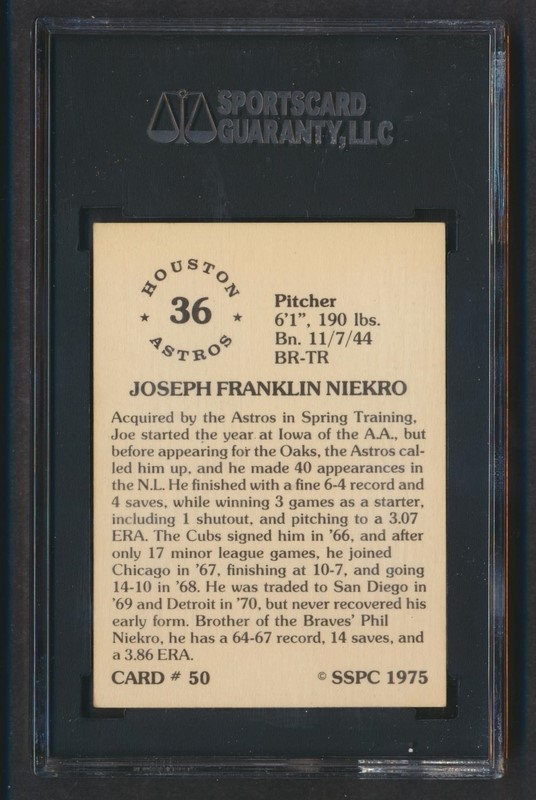 SPORTSCARD
GUARANTY, LLC
HOUSTON
36
ASTROS
Pitcher
6'1", 190 lbs.
Bn. 11/7/44
BR-TR
JOSEPH FRANKLIN NIEKRO
Acquired by the Astros in Spring Training,
Joe started the year at Iowa of the A.A., but
before appearing for the Oaks, the Astros cal-
led him up, and he made 40 appearances in
the N.L. He finished with a fine 6-4 record and
4 saves, while winning 3 games as a starter,
including 1 shutout, and pitching to a 3.07
ERA. The Cubs signed him in '66, and after
only 17 minor league games, he joined
Chicago in '67, finishing at 10-7, and going
14-10 in '68. He was traded to San Diego in
'69 and Detroit in '70, but never recovered his
early form. Brother of the Braves' Phil
Niekro, he has a 64-67 record, 14 saves, and
a 3.86 ERA.
CARD # 50
© SSPC 1975